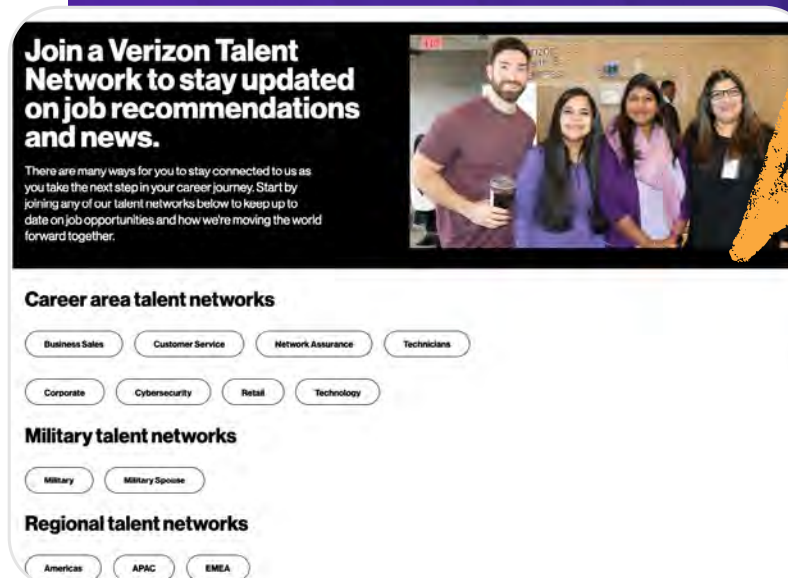 Join a Verizon Talent
Network to stay updated
on job recommendations
and news.
There are many ways for you to stay connected to us as
you take the next step in your career journey. Start by
joining any of our talent networks below to keep up to
date on job opportunities and how we're moving the world
forward together.
Career area talent networks
Business Sales Customer Service Network Assurance Technicians
Corporate Cybersecurity Retail Technology
Military talent networks
Military Military Spouse
Regional talent networks
Americas APAC EMEA